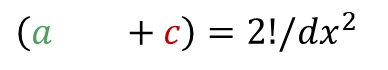 (a + c) = 2!/dx²